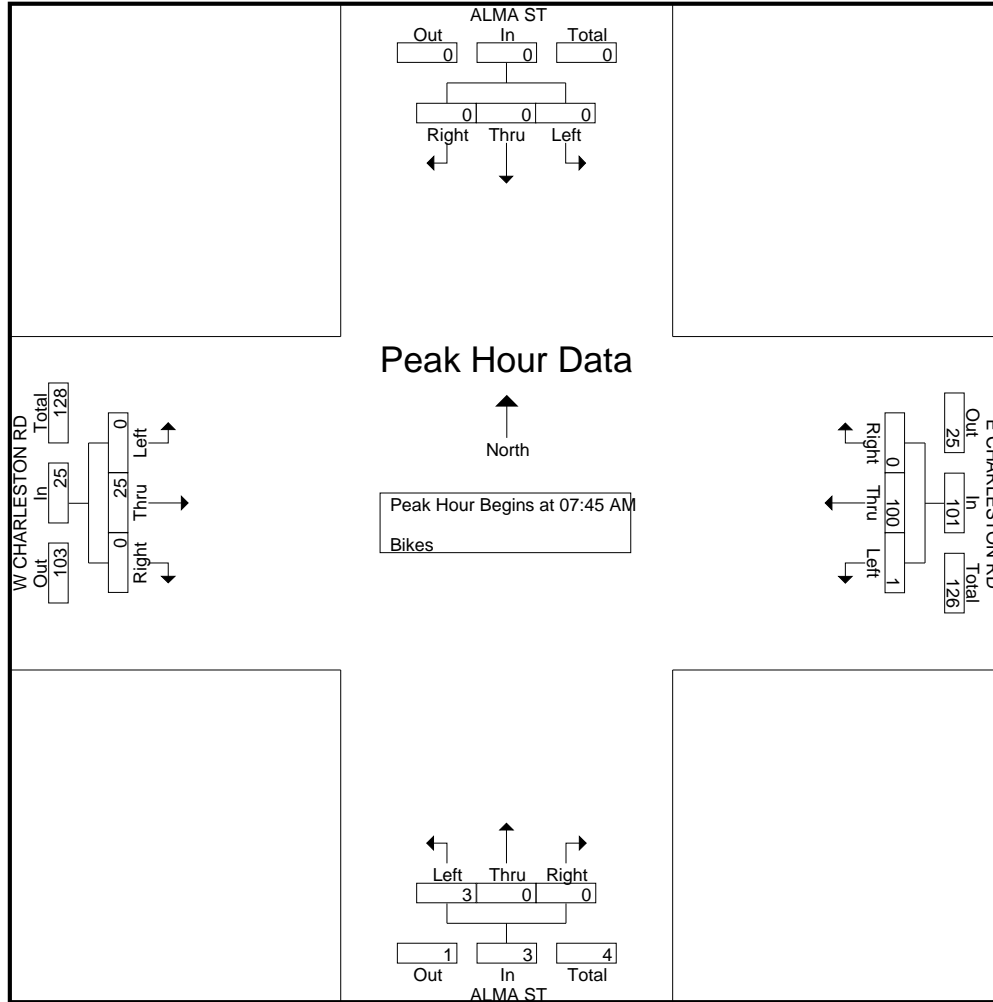 ALMA ST
Out In Total
0 0 0
0 0 0
Right Thru Left
Peak Hour Data
North
Peak Hour Begins at 07:45 AM
Bikes
W CHARLESTON RD
Total In Out
128 25 103
0 25 0
Left Thru Right
E CHARLESTON RD
Out In Total
25 101 126
0 100 1
Right Thru Left
Left Thru Right
3 0 0
1 3 4
Out In Total
ALMA ST